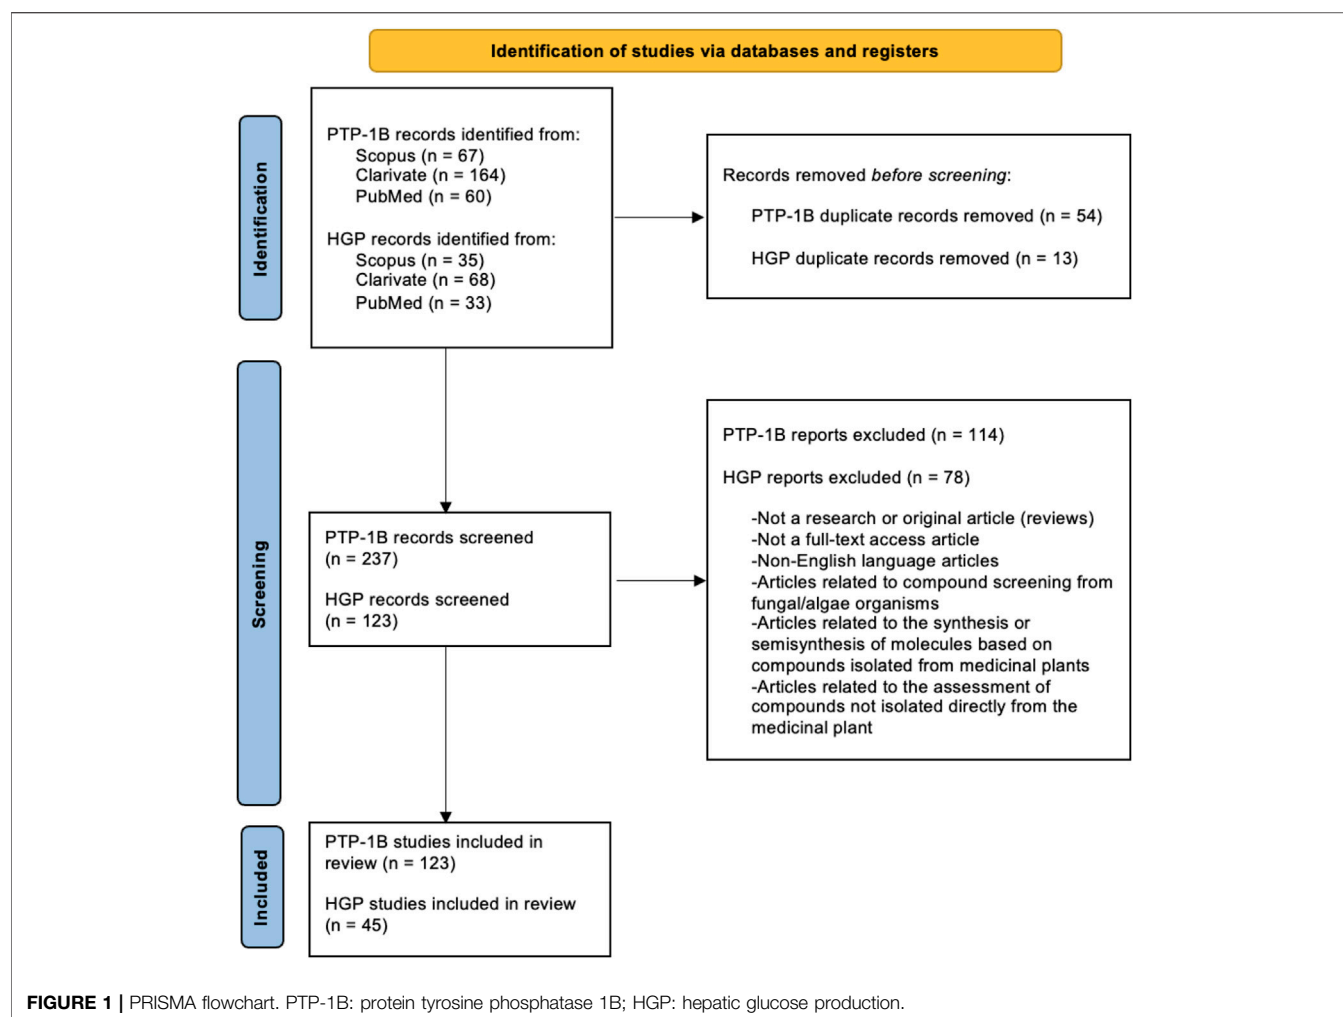 Identification of studies via databases and registers
Identification
PTP-1B records identified from:
Scopus (n = 67)
Clarivate (n = 164)
PubMed (n = 60)
HGP records identified from:
Scopus (n = 35)
Clarivate (n = 68)
PubMed (n = 33)
Records removed before screening:
PTP-1B duplicate records removed (n = 54)
HGP duplicate records removed (n = 13)
Screening
PTP-1B records screened
(n = 237)
HGP records screened
(n = 123)
PTP-1B reports excluded (n = 114)
HGP reports excluded (n = 78)
-Not a research or original article (reviews)
-Not a full-text access article
-Non-English language articles
-Articles related to compound screening from
fungal/algae organisms
-Articles related to the synthesis or
semisynthesis of molecules based on
compounds isolated from medicinal plants
-Articles related to the assessment of
compounds not isolated directly from the
medicinal plant
Included
PTP-1B studies included in
review (n = 123)
HGP studies included in review
(n = 45)
FIGURE 1 | PRISMA flowchart. PTP-1B: protein tyrosine phosphatase 1B; HGP: hepatic glucose production.